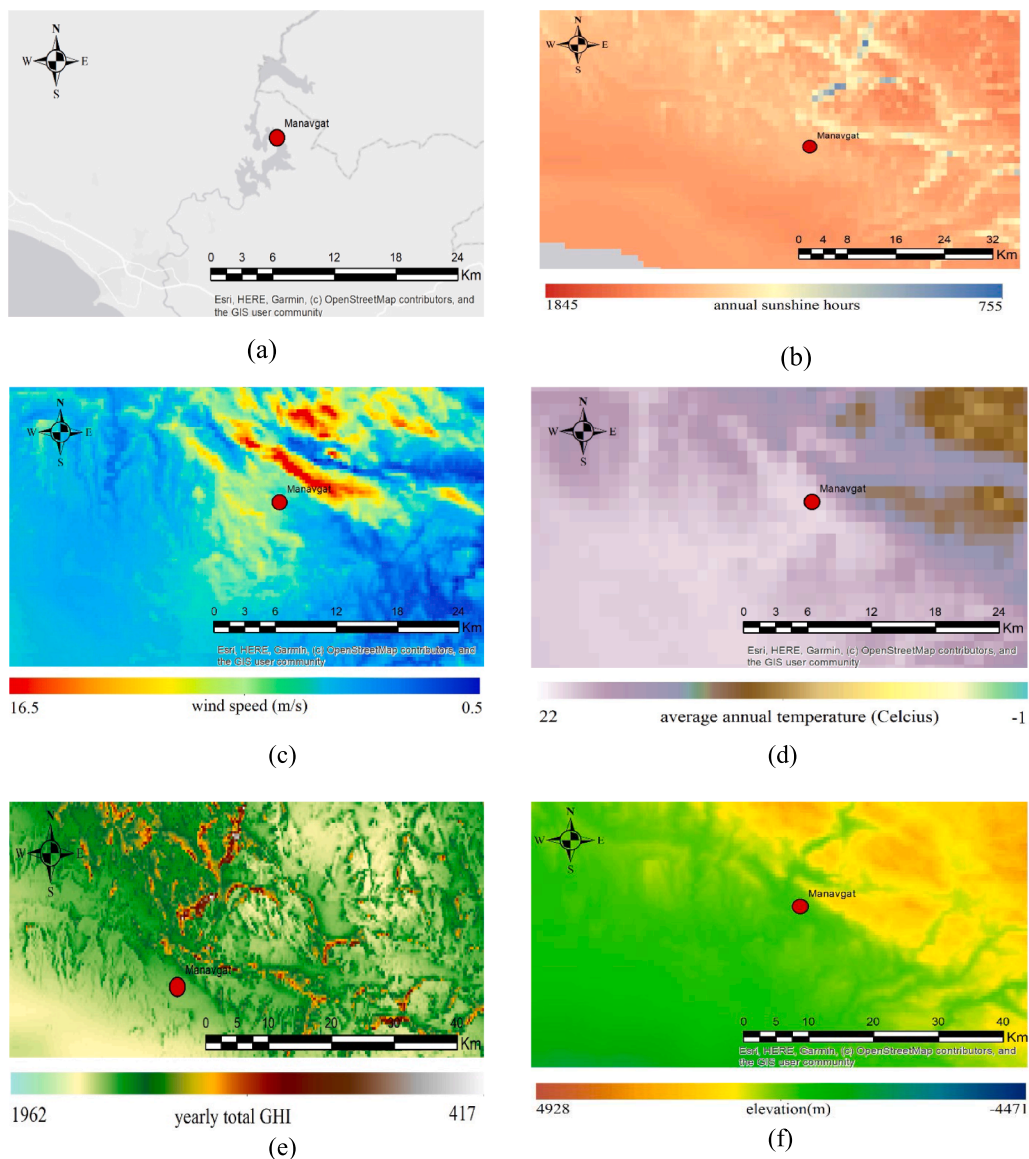 N
W E
S
Manavgat
0 3 6 12 18 24
Km
Esri, HERE, Garmin, (c) OpenStreetMap contributors, and
the GIS user community
(a)
N
W E
S
Manavgat
0 4 8 16 24 32
Km
1845 annual sunshine hours 755
(b)
N
W E
S
Manavgat
0 3 6 12 18 24
Km
Esri, HERE, Garmin, (c) OpenStreetMap contributors, and
the GIS user community
16.5 wind speed (m/s) 0.5
(c)
N
W E
S
Manavgat
0 3 6 12 18 24
Km
Esri, HERE, Garmin, (c) OpenStreetMap contributors, and
the GIS user community
22 average annual temperature (Celcius) -1
(d)
N
W E
S
Manavgat
0 5 10 20 30 40
Km
1962 yearly total GHI 417
(e)
N
W E
S
Manavgat
0 5 10 20 30 40
Km
Esri, HERE, Garmin, (c) OpenStreetMap contributors, and
the GIS user community
4928 elevation(m) -4471
(f)